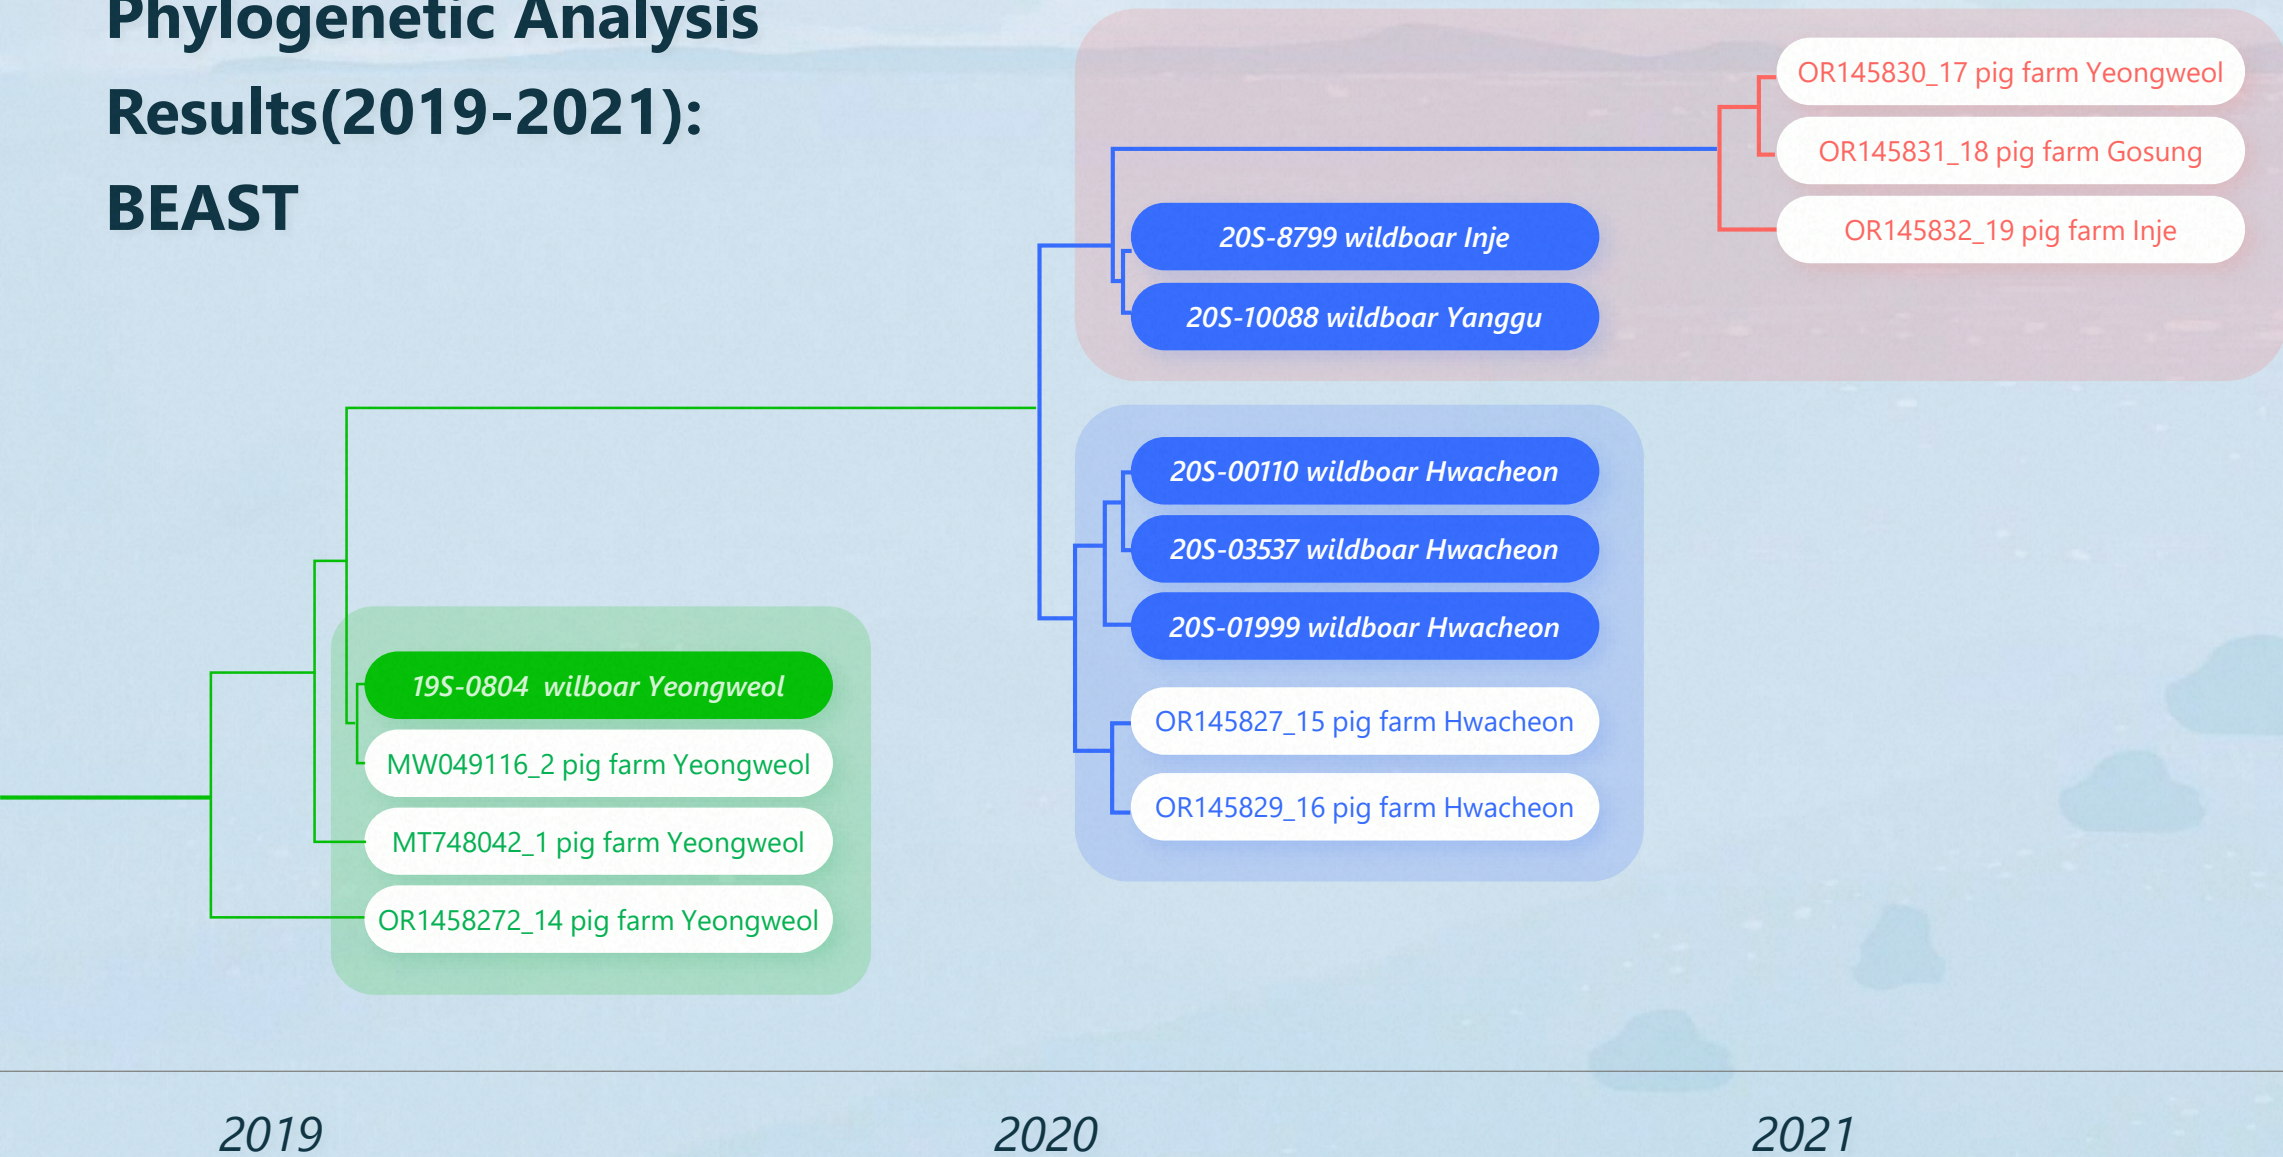 Phylogenetic Analysis
Results(2019-2021):
BEAST
OR145830_17 pig farm Yeongweol
OR145831_18 pig farm Gosung
OR145832_19 pig farm Inje
20S-8799 wildboar Inje
20S-10088 wildboar Yanggu
20S-00110 wildboar Hwacheon
20S-03537 wildboar Hwacheon
20S-01999 wildboar Hwacheon
OR145827_15 pig farm Hwacheon
OR145829_16 pig farm Hwacheon
19S-0804 wilboar Yeongweol
MW049116_2 pig farm Yeongweol
MT748042_1 pig farm Yeongweol
OR1458272_14 pig farm Yeongweol
2019
2020
2021